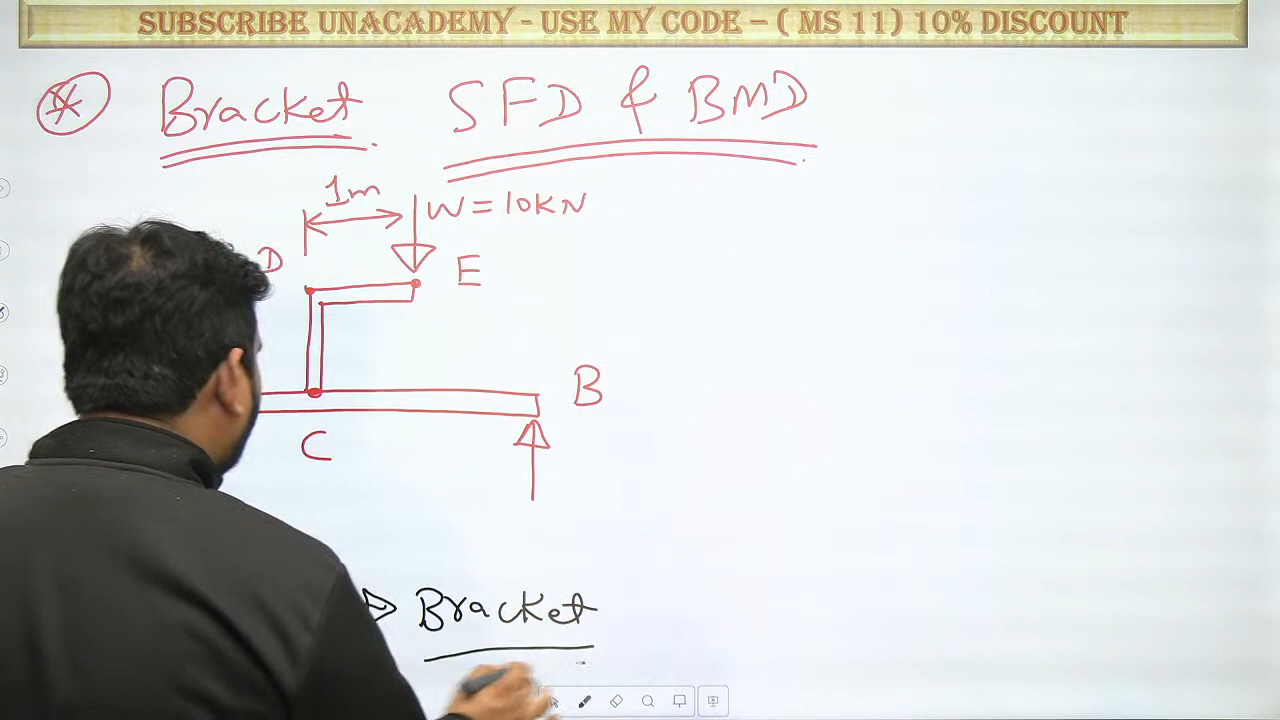 SUBSCRIBE UNACADEMY - USE MY CODE – ( MS 11) 10% DISCOUNT
Bracket SFD & BMD
1m
W = 10KN
D
E
B
C
Bracket